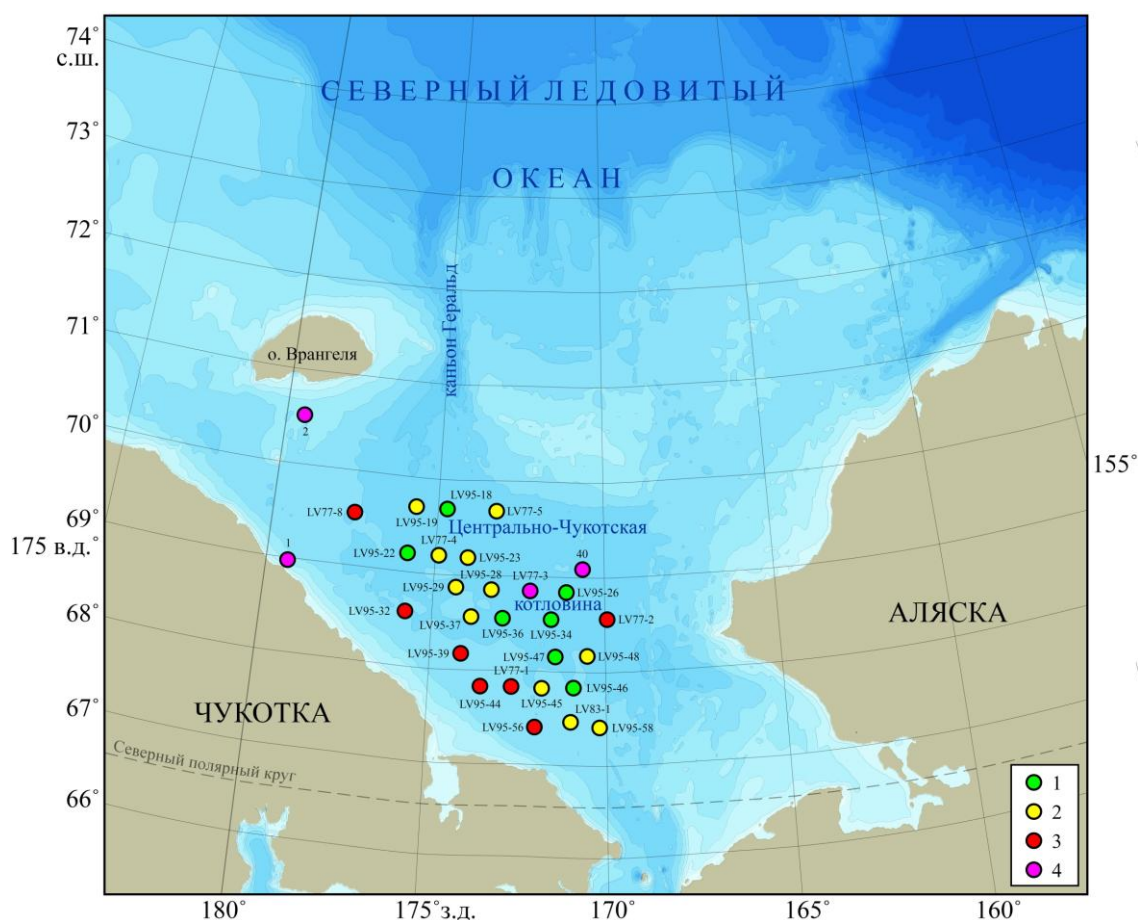 74°
с.ш.
СЕВЕРНЫЙ ЛЕДОВИТЫЙ
73°
ОКЕАН
72°
71°
каньон Геральд
о. Врангеля
2
70°
155°
LV95-18
LV77-8
LV95-19
LV77-5
69°
Центрально-Чукотская
175 в.д.°
1
LV77-4
LV95-22
LV95-23
40
LV95-28
LV77-3
LV95-29
LV95-26
котловина
68°
LV95-32
LV95-37
LV95-36
LV95-34
LV77-2
АЛЯСКА
LV95-39
LV95-47
LV95-48
LV77-1
LV95-44
LV95-45
LV95-46
67°
ЧУКОТКА
LV83-1
LV95-56
LV95-58
Северный полярный круг
66°
1
2
3
4
180°
175°з.д.
170°
165°
160°